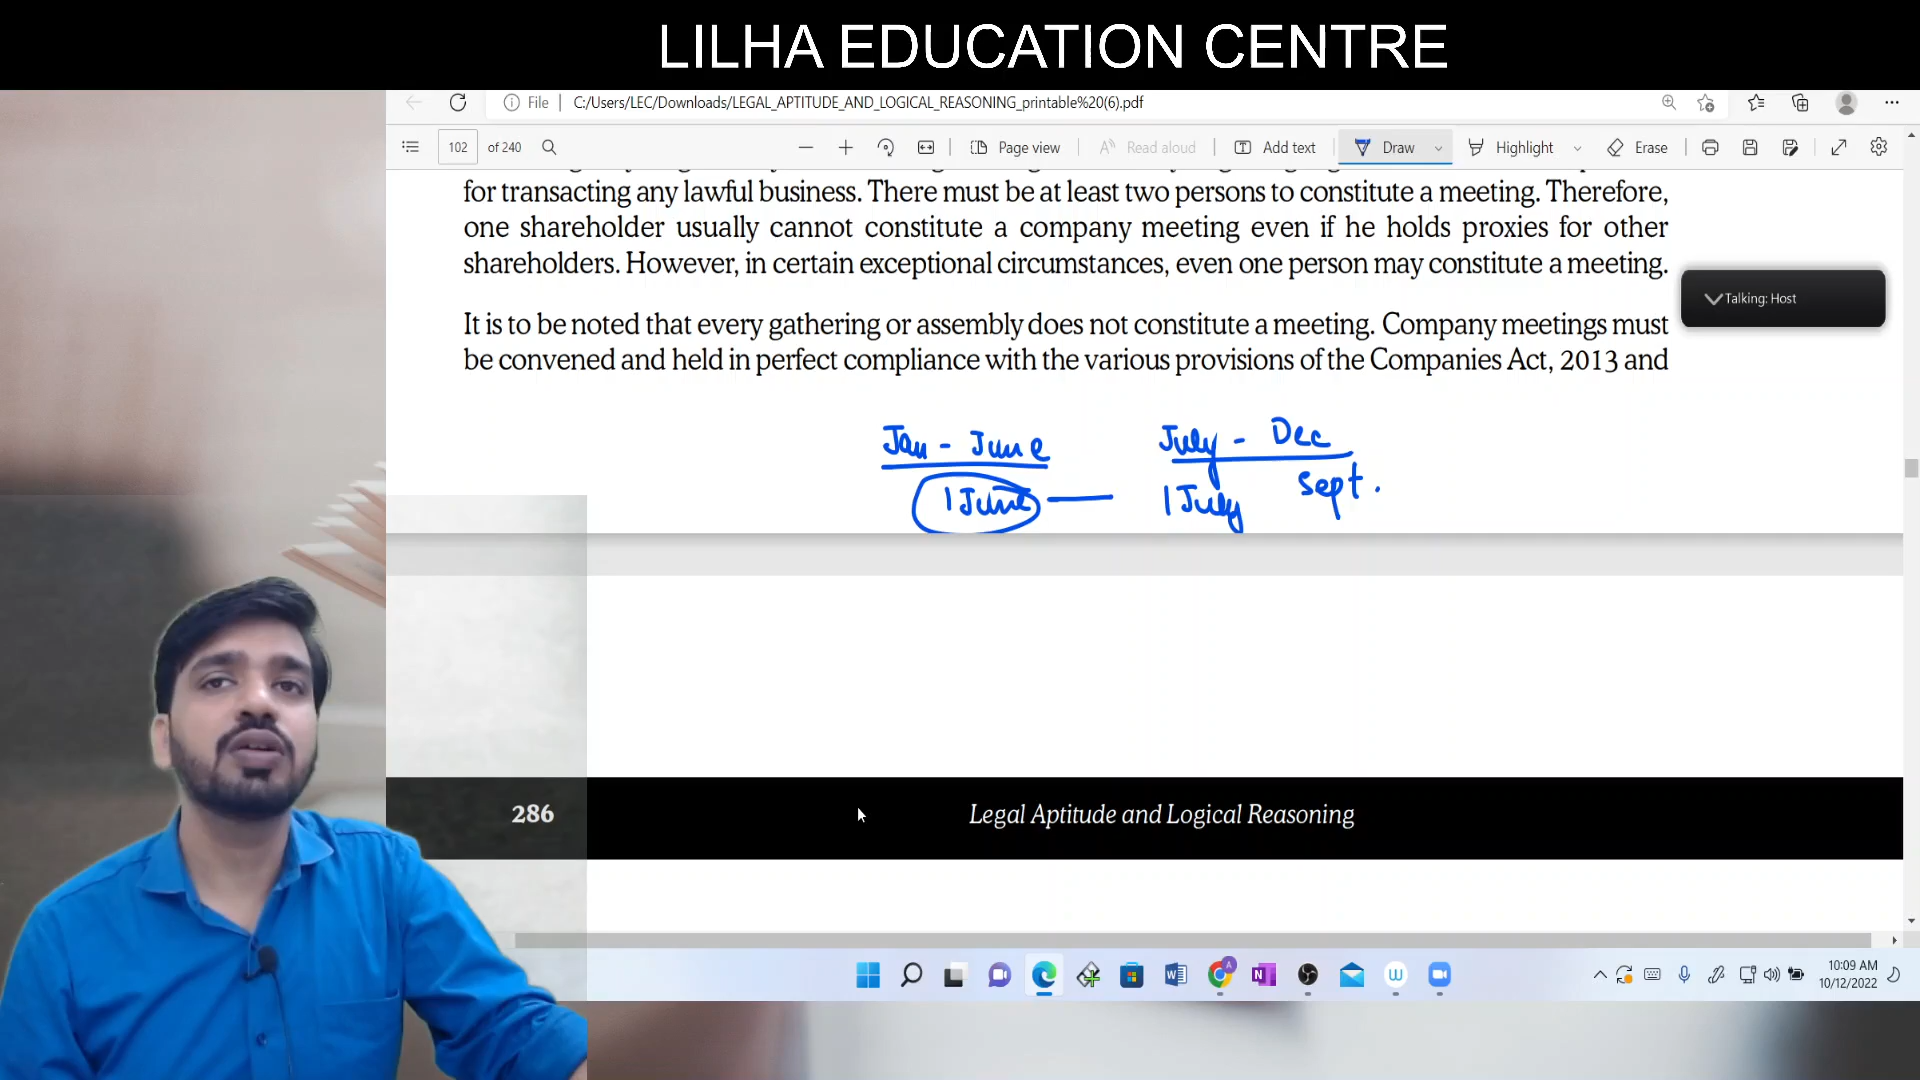 LILHA EDUCATION CENTRE
File C:/Users/LEC/Downloads/LEGAL_APTITUDE_AND_LOGICAL_REASONING_printable%20(6).pdf
102 of 240 Page view Read aloud Add text Draw Highlight Erase
for transacting any lawful business. There must be at least two persons to constitute a meeting. Therefore,
one shareholder usually cannot constitute a company meeting even if he holds proxies for other
shareholders. However, in certain exceptional circumstances, even one person may constitute a meeting.
Talking: Host
It is to be noted that every gathering or assembly does not constitute a meeting. Company meetings must
be convened and held in perfect compliance with the various provisions of the Companies Act, 2013 and
Jan - June July - Dec
1 June 1 July Sept.
286 Legal Aptitude and Logical Reasoning
10:09 AM
10/12/2022